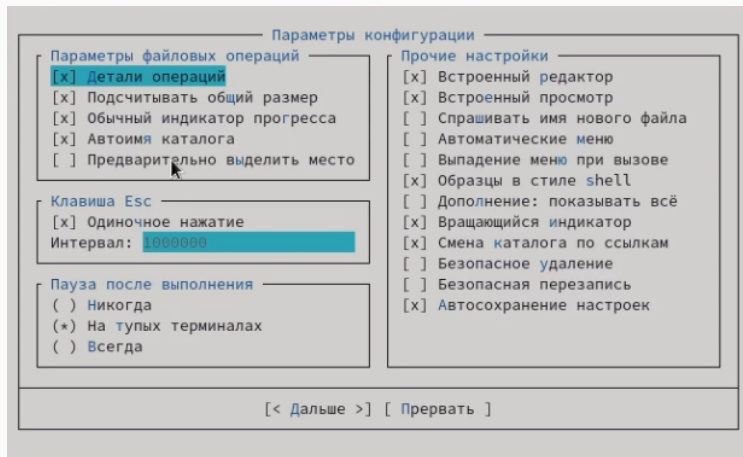 Параметры конфигурации
Параметры файловых операций
[x] Детали операций
[x] Подсчитывать общий размер
[x] Обычный индикатор прогресса
[x] Автоимя каталога
[ ] Предварительно выделить место
Клавиша Esc
[x] Одиночное нажатие
Интервал: 1000000
Пауза после выполнения
( ) Никогда
(*) На тупых терминалах
( ) Всегда
Прочие настройки
[x] Встроенный редактор
[x] Встроенный просмотр
[ ] Спрашивать имя нового файла
[ ] Автоматические меню
[ ] Выпадение меню при вызове
[x] Образцы в стиле shell
[ ] Дополнение: показывать всё
[x] Вращающийся индикатор
[x] Смена каталога по ссылкам
[ ] Безопасное удаление
[ ] Безопасная перезапись
[x] Автосохранение настроек
[< Дальше >] [ Прервать ]